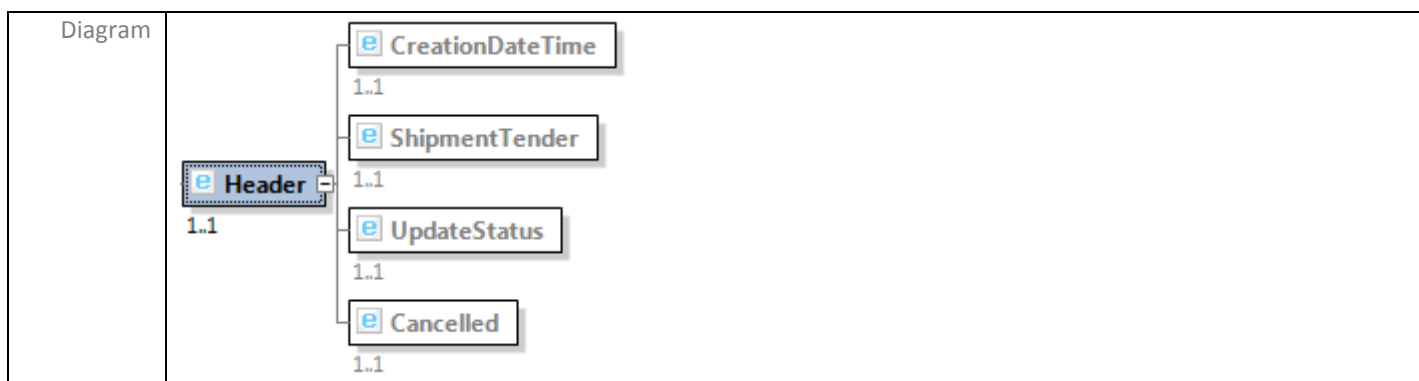 Diagram
e CreationDateTime
1..1
e ShipmentTender
1..1
e Header
1..1
e UpdateStatus
1..1
e Cancelled
1..1